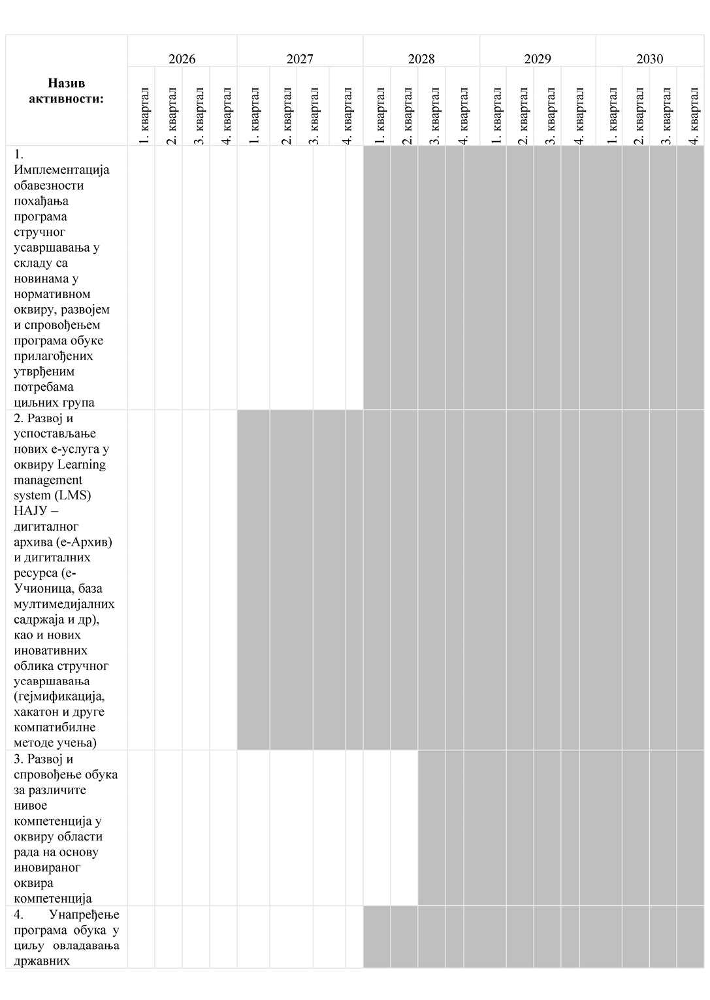 Назив
активности:
2026
2027
2028
2029
2030
1. квартал
2. квартал
3. квартал
4. квартал
1. квартал
2. квартал
3. квартал
4. квартал
1. квартал
2. квартал
3. квартал
4. квартал
1. квартал
2. квартал
3. квартал
4. квартал
1. квартал
2. квартал
3. квартал
4. квартал
1.
Имплементација
обавезности
похађања
програма
стручног
усавршавања у
складу са
новинама у
нормативном
оквиру, развојем
и спровођењем
програма обуке
прилагођених
утврђеним
потребама
циљних група
2. Развој и
успостављање
нових е-услуга у
оквиру Learning
management
system (LMS)
НАЈУ –
дигиталног
архива (е-Архив)
и дигиталних
ресурса (е-
Учионица, база
мултимедијалних
садржаја и др),
као и нових
иновативних
облика стручног
усавршавања
(гејмификација,
хакатон и друге
компатибилне
методе учења)
3. Развој и
спровођење обука
за различите
нивое
компетенција у
оквиру области
рада на основу
иновираног
оквира
компетенција
4. Унапређење
програма обука у
циљу овладавања
државних